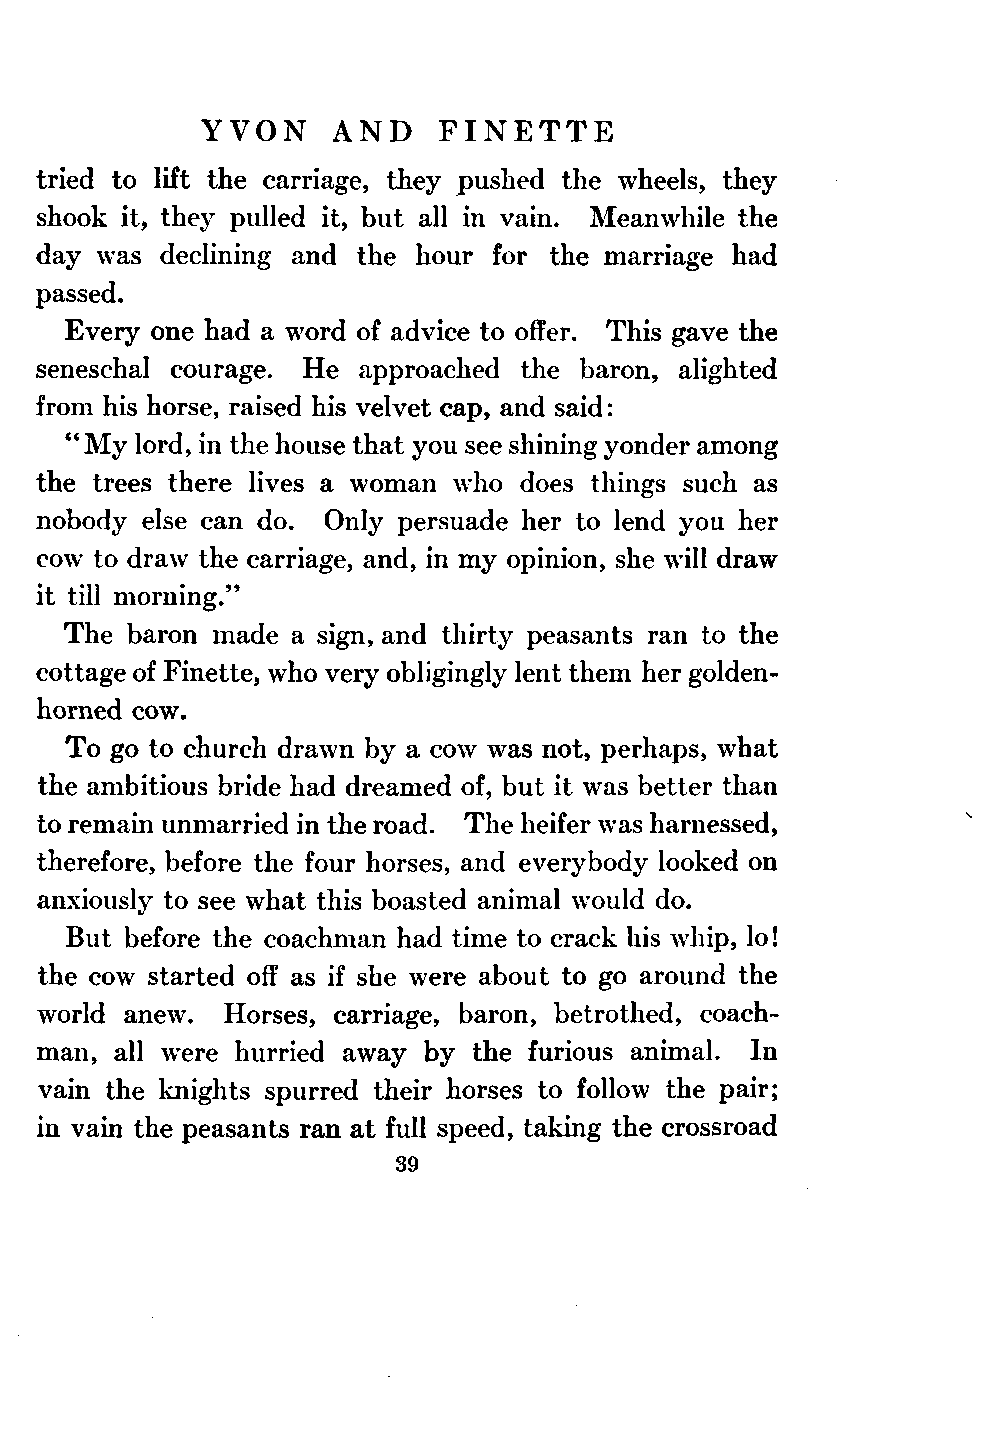 YVON AND FINETTE
tried to lift the carriage, they pushed the wheels, they
shook it, they pulled it, but all in vain. Meanwhile the
day was declining and the hour for the marriage had
passed.
Every one had a word of advice to offer. This gave the
seneschal courage. He approached the baron, alighted
from his horse, raised his velvet cap, and said:
“My lord, in the house that you see shining yonder among
the trees there lives a woman who does things such as
nobody else can do. Only persuade her to lend you her
cow to draw the carriage, and, in my opinion, she will draw
it till morning.”
The baron made a sign, and thirty peasants ran to the
cottage of Finette, who very obligingly lent them her golden-
horned cow.
To go to church drawn by a cow was not, perhaps, what
the ambitious bride had dreamed of, but it was better than
to remain unmarried in the road. The heifer was harnessed,
therefore, before the four horses, and everybody looked on
anxiously to see what this boasted animal would do.
But before the coachman had time to crack his whip, lo!
the cow started off as if she were about to go around the
world anew. Horses, carriage, baron, betrothed, coach-
man, all were hurried away by the furious animal. In
vain the knights spurred their horses to follow the pair;
in vain the peasants ran at full speed, taking the crossroad
39